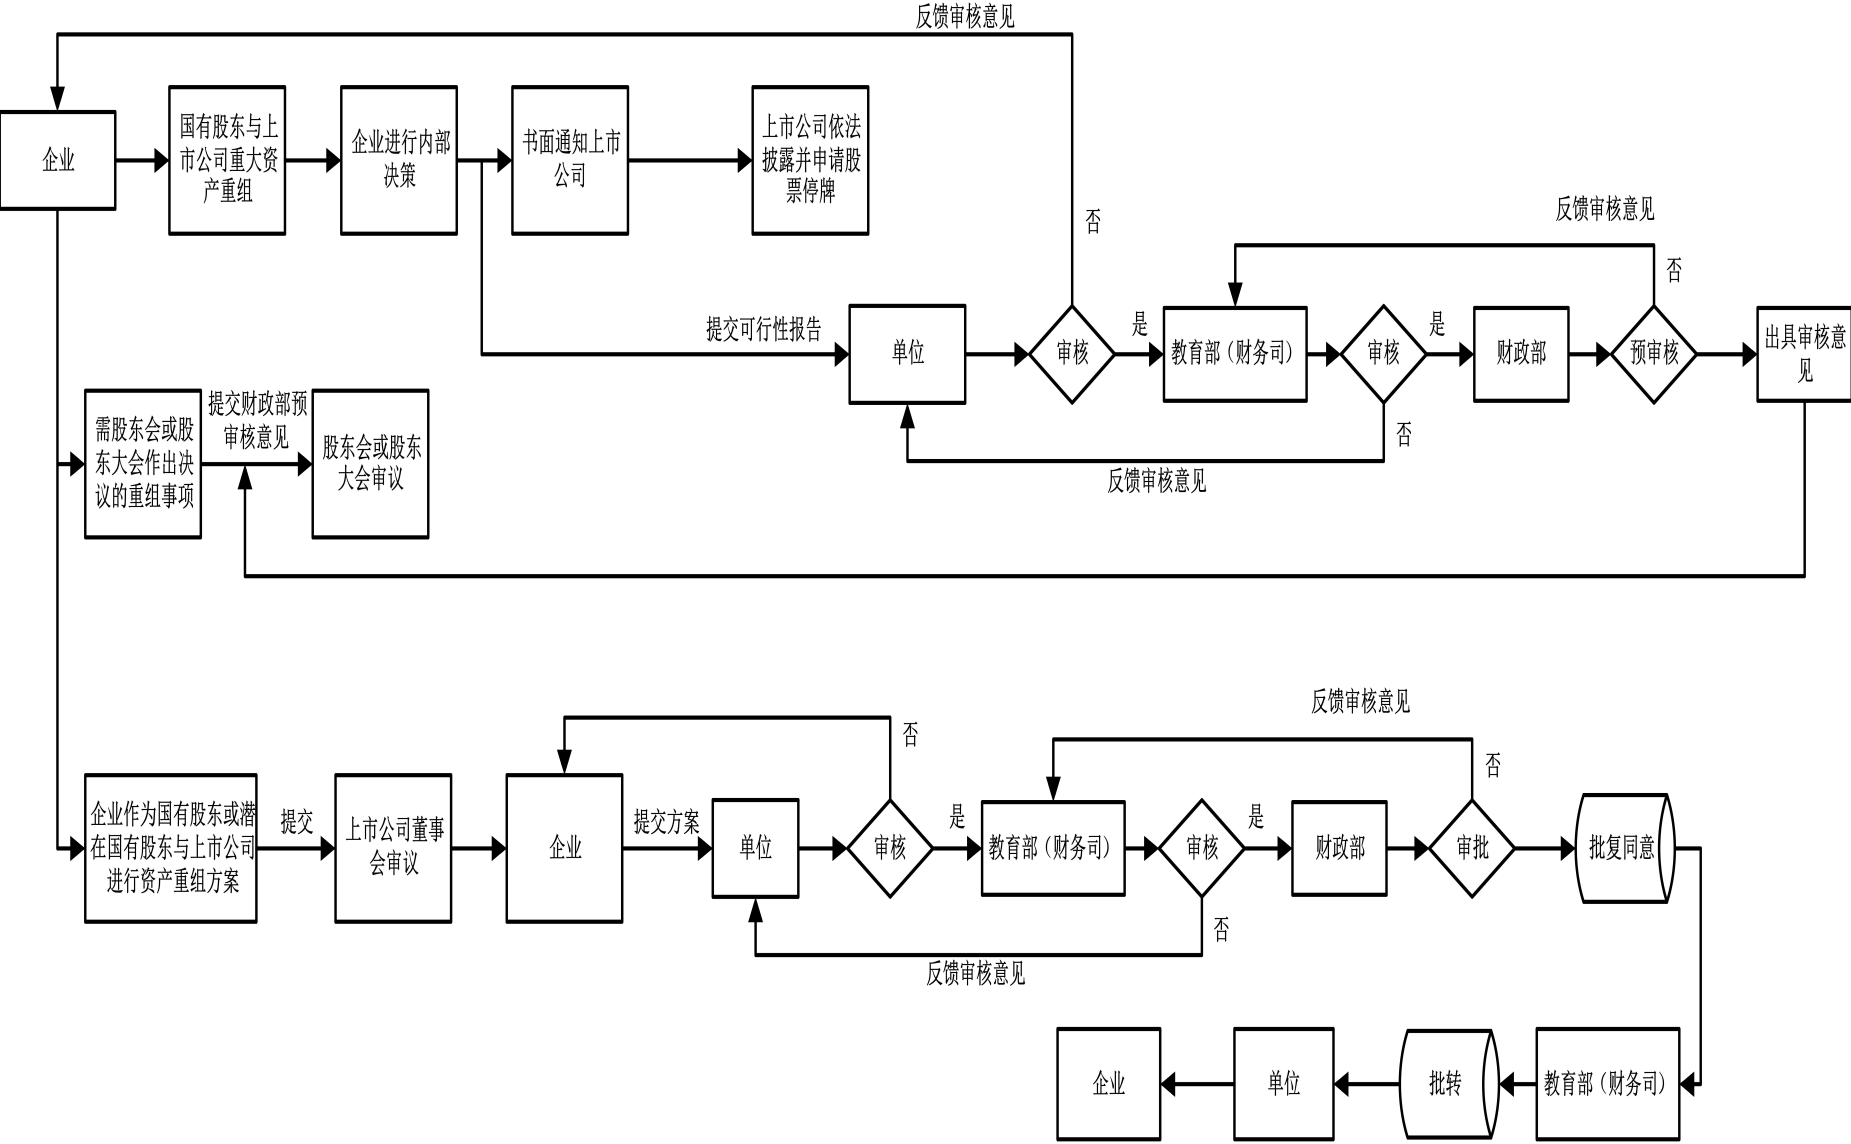 反馈审核意见
企业
国有股东与上
市公司重大资
产重组
企业进行内部
决策
书面通知上市
公司
上市公司依法
披露并申请股
票停牌
否
反馈审核意见
否
提交可行性报告
单位
审核
是
教育部（财务司）
审核
是
财政部
预审核
出具审核意
见
否
反馈审核意见
需股东会或股
东大会作出决
议的重组事项
提交财政部预
审核意见
股东会或股东
大会审议
反馈审核意见
否
否
企业作为国有股东或潜
在国有股东与上市公司
进行资产重组方案
提交
上市公司董事
会审议
企业
提交方案
单位
审核
是
教育部（财务司）
审核
是
财政部
审批
批复同意
否
反馈审核意见
企业
单位
批转
教育部（财务司）